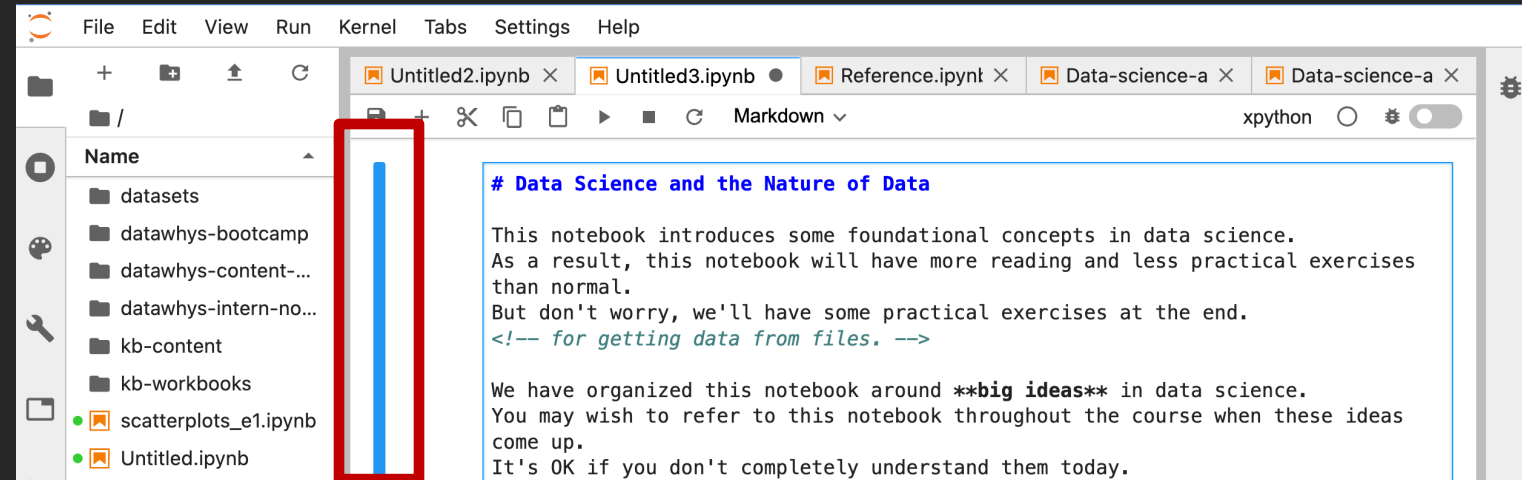 File Edit View Run Kernel Tabs Settings Help
Untitled2.ipynb Untitled3.ipynb Reference.ipynb Data-science-a Data-science-a
/
Markdown
xpython
Name
datasets
datawhys-bootcamp
datawhys-content-...
datawhys-intern-no...
kb-content
kb-workbooks
scatterplots_e1.ipynb
Untitled.ipynb
# Data Science and the Nature of Data
This notebook introduces some foundational concepts in data science.
As a result, this notebook will have more reading and less practical exercises
than normal.
But don't worry, we'll have some practical exercises at the end.
<!-- for getting data from files. -->
We have organized this notebook around **big ideas** in data science.
You may wish to refer to this notebook throughout the course when these ideas
come up.
It's OK if you don't completely understand them today.